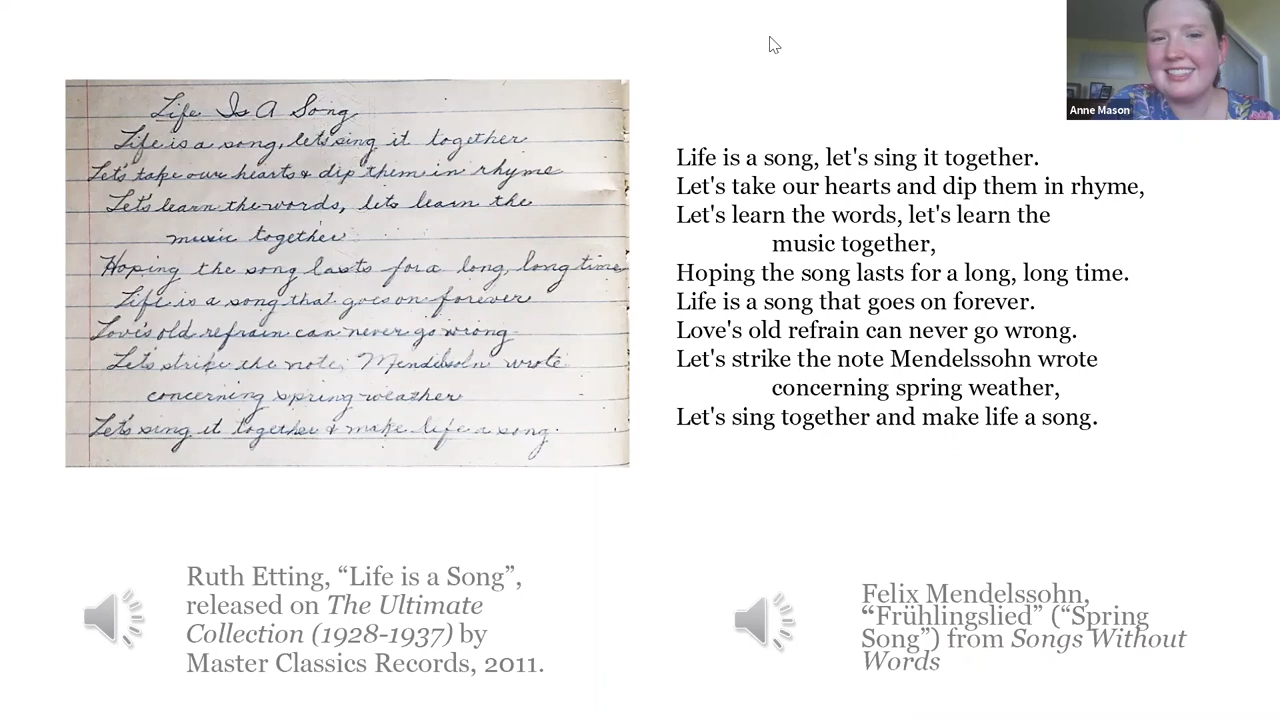 Anne Mason
Life Is A Song
Life is a song, let's sing it together
Let's take our hearts & dip them in rhyme
Let's learn the words, lets learn the
music together
Hoping the song lasts for a long, long time
Life is a song that goes on forever
Love's old refrain can never go wrong
Let's strike the note, Mendelsoln wrote
concerning spring weather
Let's sing it together & make life a song.
Life is a song, let's sing it together.
Let's take our hearts and dip them in rhyme,
Let's learn the words, let's learn the
music together,
Hoping the song lasts for a long, long time.
Life is a song that goes on forever.
Love's old refrain can never go wrong.
Let's strike the note Mendelssohn wrote
concerning spring weather,
Let's sing together and make life a song.
Ruth Etting, “Life is a Song”,
released on The Ultimate
Collection (1928-1937) by
Master Classics Records, 2011.
Felix Mendelssohn,
“Frühlingslied” (“Spring
Song”) from Songs Without
Words